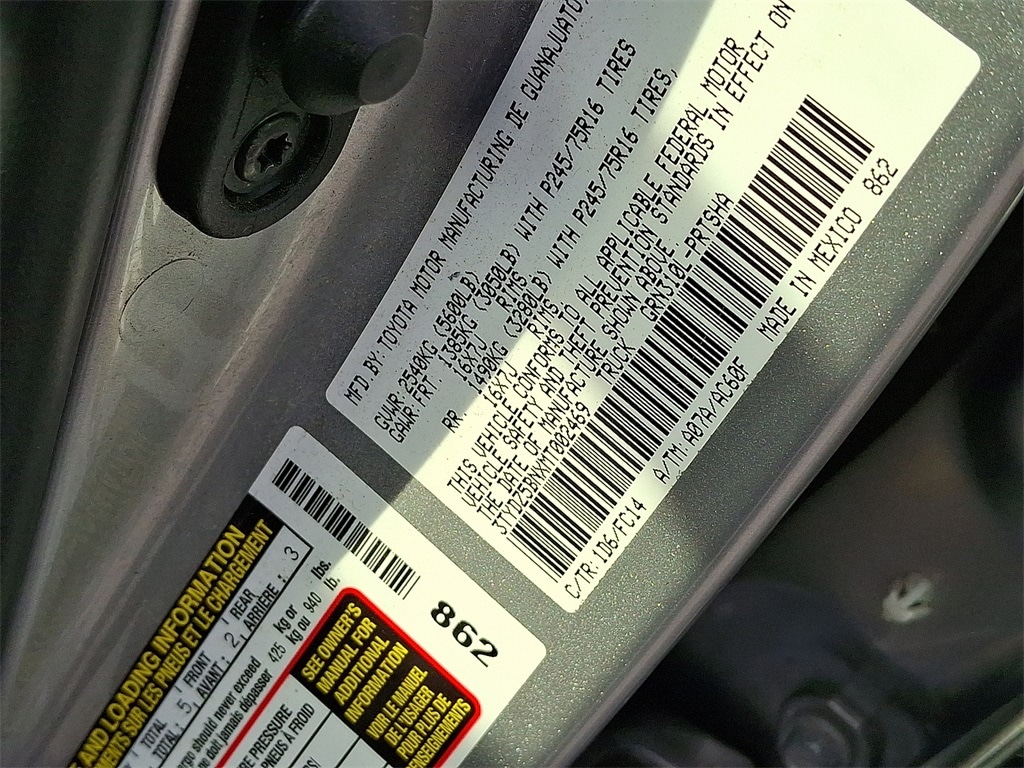 MFD BY: TOYOTA MOTOR MANUFACTURING DE GUANAJUATO
GVWR: 2540KG (5600LB)
GAWR: FRT: 1385KG (3050LB) WITH P245/75R16 TIRES
16X7J RIMS
RR: 1490KG (3280LB) WITH P245/75R16 TIRES,
16X7J RIMS
THIS VEHICLE CONFORMS TO ALL APPLICABLE FEDERAL MOTOR
VEHICLE SAFETY AND THEFT PREVENTION STANDARDS IN EFFECT ON
THE DATE OF MANUFACTURE SHOWN ABOVE.
TRUCK GRN310L-PRTSHA
C/TR: 1D6/FC14 A/TM: A07A/AC60F MADE IN MEXICO 862
862
AND LOADING INFORMATION
SUR LES PNEUS ET LE CHARGEMENT
TOTAL FRONT REAR
TOTAL: 5 AVANT: 2 ARRIÈRE: 3
should never exceed kg or lbs.
ne doit jamais dépasser 425 kg ou 940 lb.
PRESSURE
PNEUS À FROID
SEE OWNER'S
MANUAL FOR
ADDITIONAL
INFORMATION
VOIR LE MANUEL
DE L'USAGER
POUR PLUS DE
RENSEIGNEMENTS